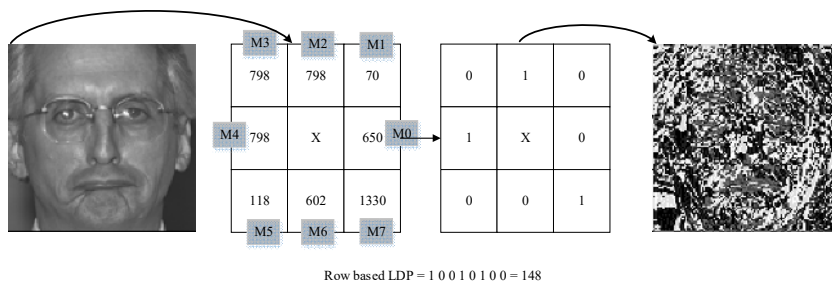 M3 M2 M1
798 798 70 0 1 0
M4 798 X 650 M0 1 X 0
118 602 1330 0 0 1
M5 M6 M7
Row based LDP = 1 0 0 1 0 1 0 0 = 148